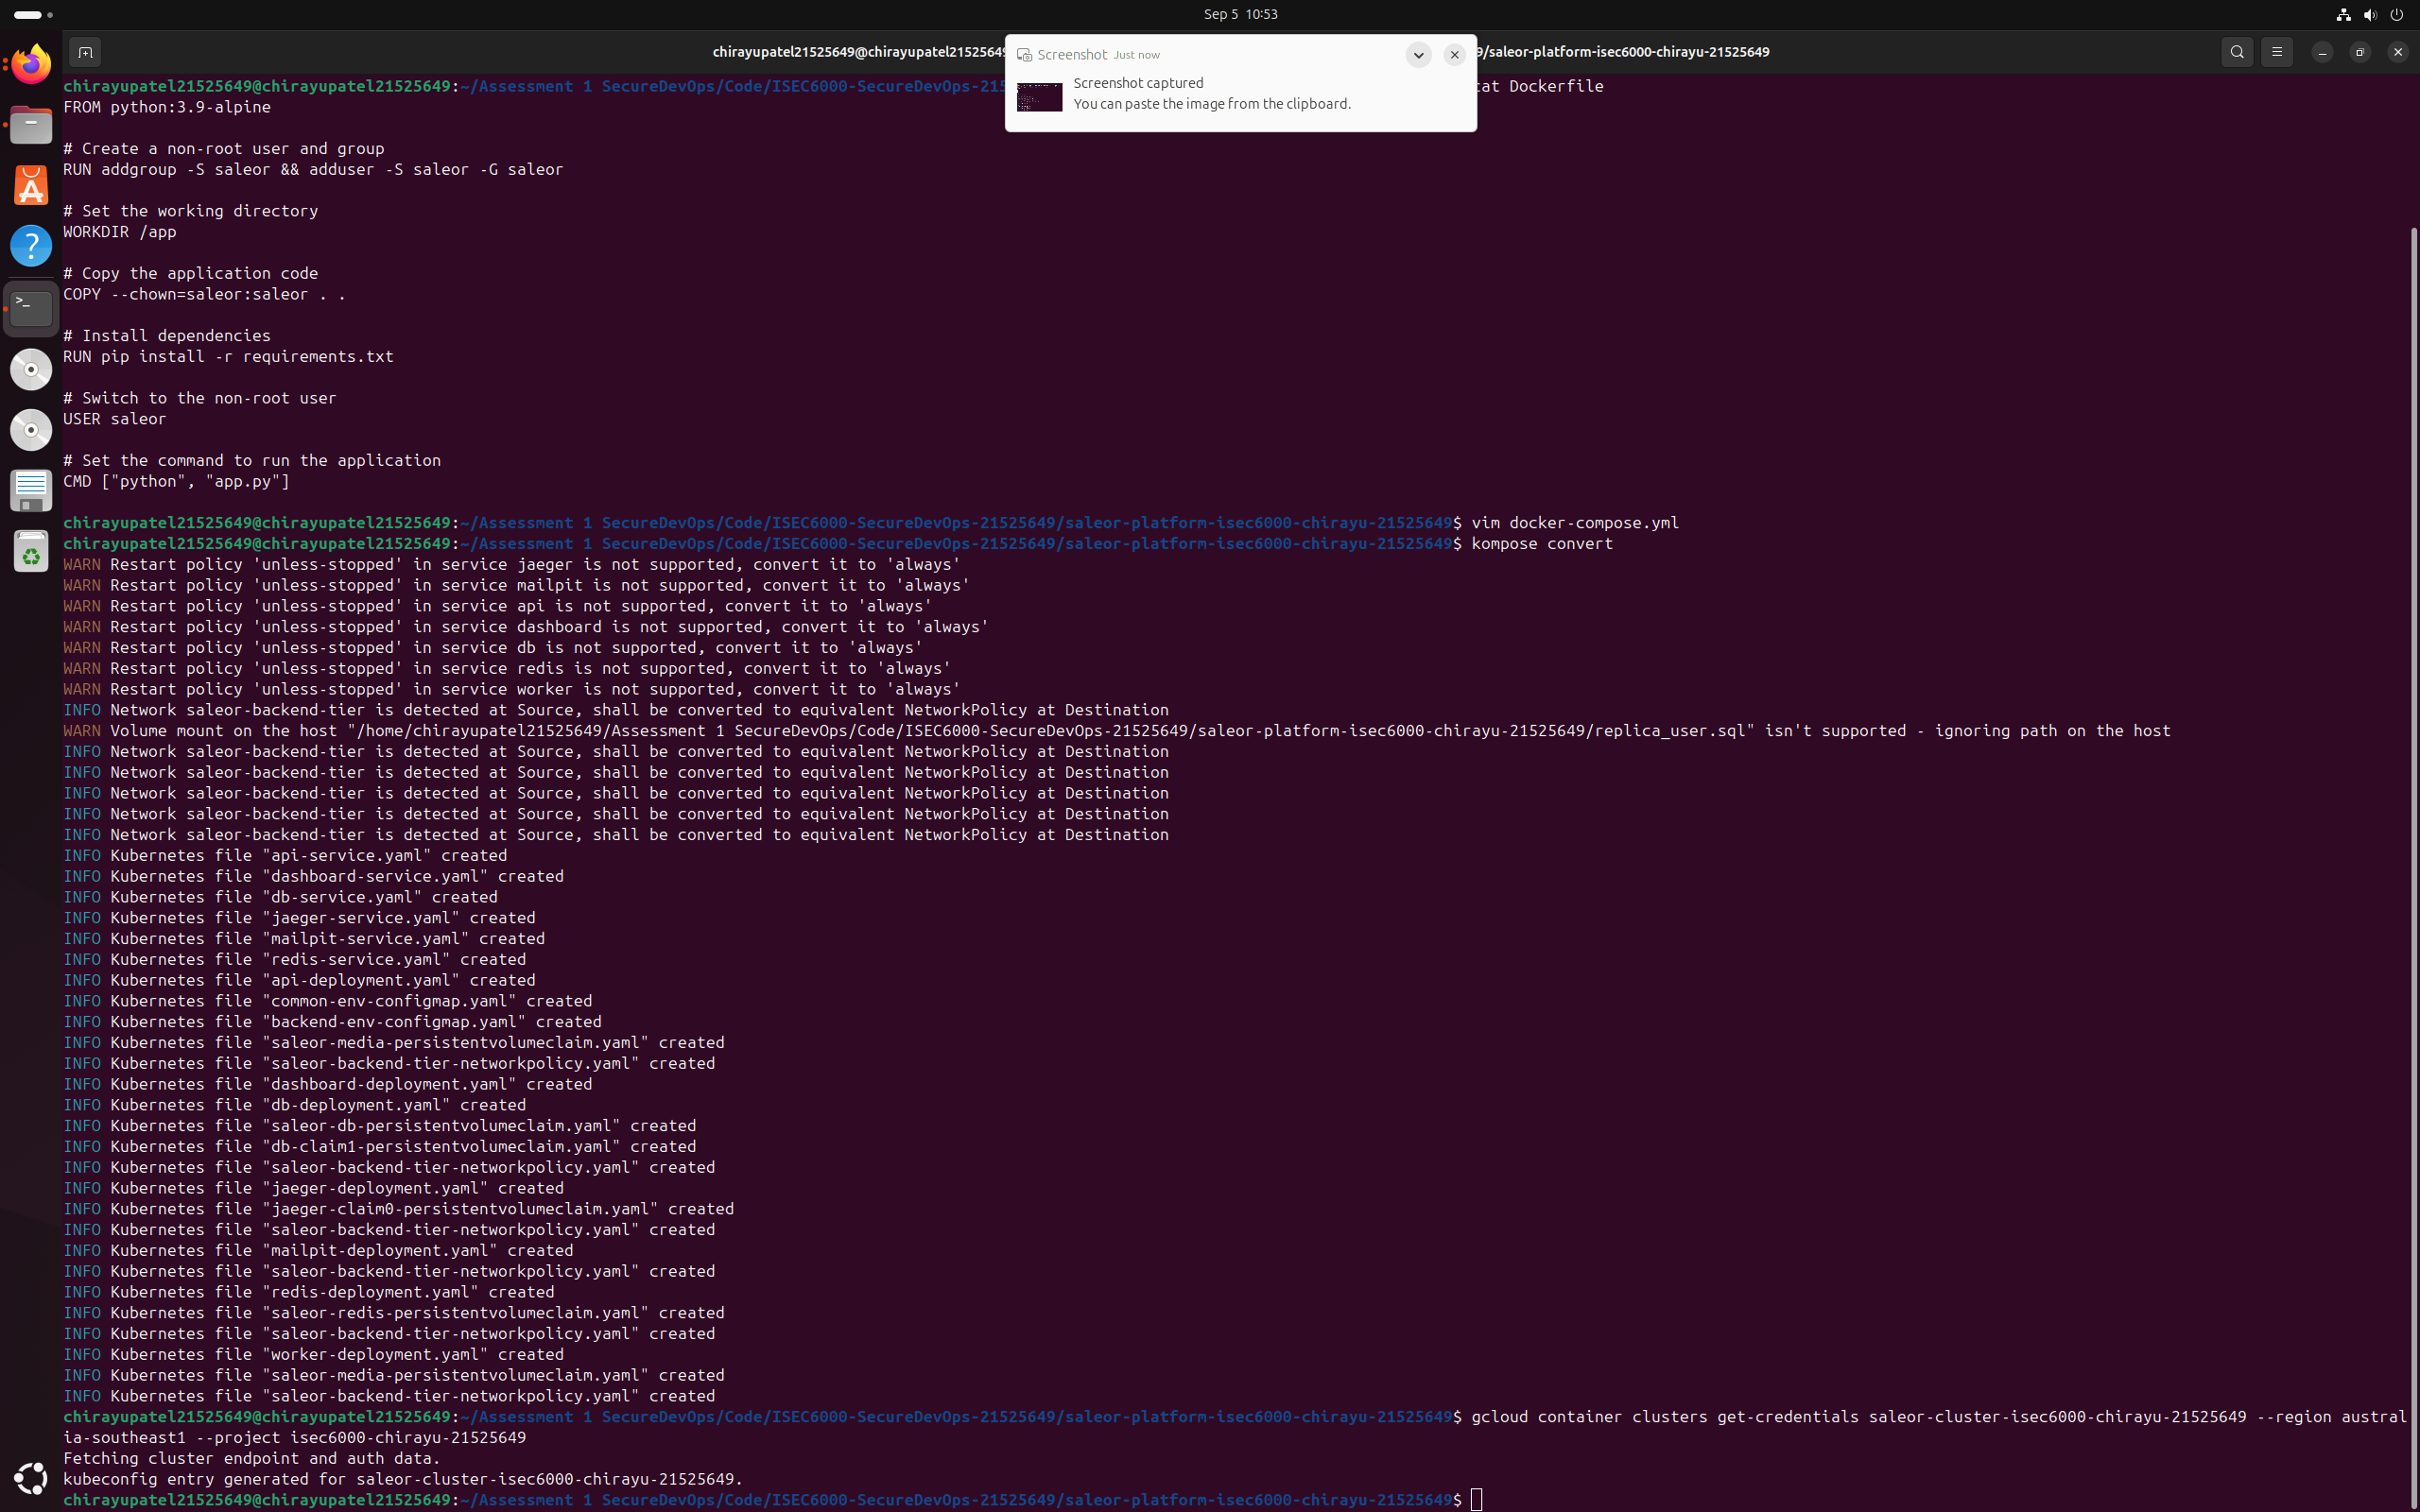 Sep 5 10:53
chirayupatel21525649@chirayupatel21525649
9/saleor-platform-isec6000-chirayu-21525649
Screenshot Just now
Screenshot captured
You can paste the image from the clipboard.
chirayupatel21525649@chirayupatel21525649:~/Assessment 1 SecureDevOps/Code/ISEC6000-SecureDevOps-215 cat Dockerfile
FROM python:3.9-alpine
# Create a non-root user and group
RUN addgroup -S saleor && adduser -S saleor -G saleor
# Set the working directory
WORKDIR /app
# Copy the application code
COPY --chown=saleor:saleor . .
# Install dependencies
RUN pip install -r requirements.txt
# Switch to the non-root user
USER saleor
# Set the command to run the application
CMD ["python", "app.py"]
chirayupatel21525649@chirayupatel21525649:~/Assessment 1 SecureDevOps/Code/ISEC6000-SecureDevOps-21525649/saleor-platform-isec6000-chirayu-21525649$ vim docker-compose.yml
chirayupatel21525649@chirayupatel21525649:~/Assessment 1 SecureDevOps/Code/ISEC6000-SecureDevOps-21525649/saleor-platform-isec6000-chirayu-21525649$ kompose convert
WARN Restart policy 'unless-stopped' in service jaeger is not supported, convert it to 'always'
WARN Restart policy 'unless-stopped' in service mailpit is not supported, convert it to 'always'
WARN Restart policy 'unless-stopped' in service api is not supported, convert it to 'always'
WARN Restart policy 'unless-stopped' in service dashboard is not supported, convert it to 'always'
WARN Restart policy 'unless-stopped' in service db is not supported, convert it to 'always'
WARN Restart policy 'unless-stopped' in service redis is not supported, convert it to 'always'
WARN Restart policy 'unless-stopped' in service worker is not supported, convert it to 'always'
INFO Network saleor-backend-tier is detected at Source, shall be converted to equivalent NetworkPolicy at Destination
WARN Volume mount on the host "/home/chirayupatel21525649/Assessment 1 SecureDevOps/Code/ISEC6000-SecureDevOps-21525649/saleor-platform-isec6000-chirayu-21525649/replica_user.sql" isn't supported - ignoring path on the host
INFO Network saleor-backend-tier is detected at Source, shall be converted to equivalent NetworkPolicy at Destination
INFO Network saleor-backend-tier is detected at Source, shall be converted to equivalent NetworkPolicy at Destination
INFO Network saleor-backend-tier is detected at Source, shall be converted to equivalent NetworkPolicy at Destination
INFO Network saleor-backend-tier is detected at Source, shall be converted to equivalent NetworkPolicy at Destination
INFO Network saleor-backend-tier is detected at Source, shall be converted to equivalent NetworkPolicy at Destination
INFO Kubernetes file "api-service.yaml" created
INFO Kubernetes file "dashboard-service.yaml" created
INFO Kubernetes file "db-service.yaml" created
INFO Kubernetes file "jaeger-service.yaml" created
INFO Kubernetes file "mailpit-service.yaml" created
INFO Kubernetes file "redis-service.yaml" created
INFO Kubernetes file "api-deployment.yaml" created
INFO Kubernetes file "common-env-configmap.yaml" created
INFO Kubernetes file "backend-env-configmap.yaml" created
INFO Kubernetes file "saleor-media-persistentvolumeclaim.yaml" created
INFO Kubernetes file "saleor-backend-tier-networkpolicy.yaml" created
INFO Kubernetes file "dashboard-deployment.yaml" created
INFO Kubernetes file "db-deployment.yaml" created
INFO Kubernetes file "saleor-db-persistentvolumeclaim.yaml" created
INFO Kubernetes file "db-claim1-persistentvolumeclaim.yaml" created
INFO Kubernetes file "saleor-backend-tier-networkpolicy.yaml" created
INFO Kubernetes file "jaeger-deployment.yaml" created
INFO Kubernetes file "jaeger-claim0-persistentvolumeclaim.yaml" created
INFO Kubernetes file "saleor-backend-tier-networkpolicy.yaml" created
INFO Kubernetes file "mailpit-deployment.yaml" created
INFO Kubernetes file "saleor-backend-tier-networkpolicy.yaml" created
INFO Kubernetes file "redis-deployment.yaml" created
INFO Kubernetes file "saleor-redis-persistentvolumeclaim.yaml" created
INFO Kubernetes file "saleor-backend-tier-networkpolicy.yaml" created
INFO Kubernetes file "worker-deployment.yaml" created
INFO Kubernetes file "saleor-media-persistentvolumeclaim.yaml" created
INFO Kubernetes file "saleor-backend-tier-networkpolicy.yaml" created
chirayupatel21525649@chirayupatel21525649:~/Assessment 1 SecureDevOps/Code/ISEC6000-SecureDevOps-21525649/saleor-platform-isec6000-chirayu-21525649$ gcloud container clusters get-credentials saleor-cluster-isec6000-chirayu-21525649 --region austral
ia-southeast1 --project isec6000-chirayu-21525649
Fetching cluster endpoint and auth data.
kubeconfig entry generated for saleor-cluster-isec6000-chirayu-21525649.
chirayupatel21525649@chirayupatel21525649:~/Assessment 1 SecureDevOps/Code/ISEC6000-SecureDevOps-21525649/saleor-platform-isec6000-chirayu-21525649$